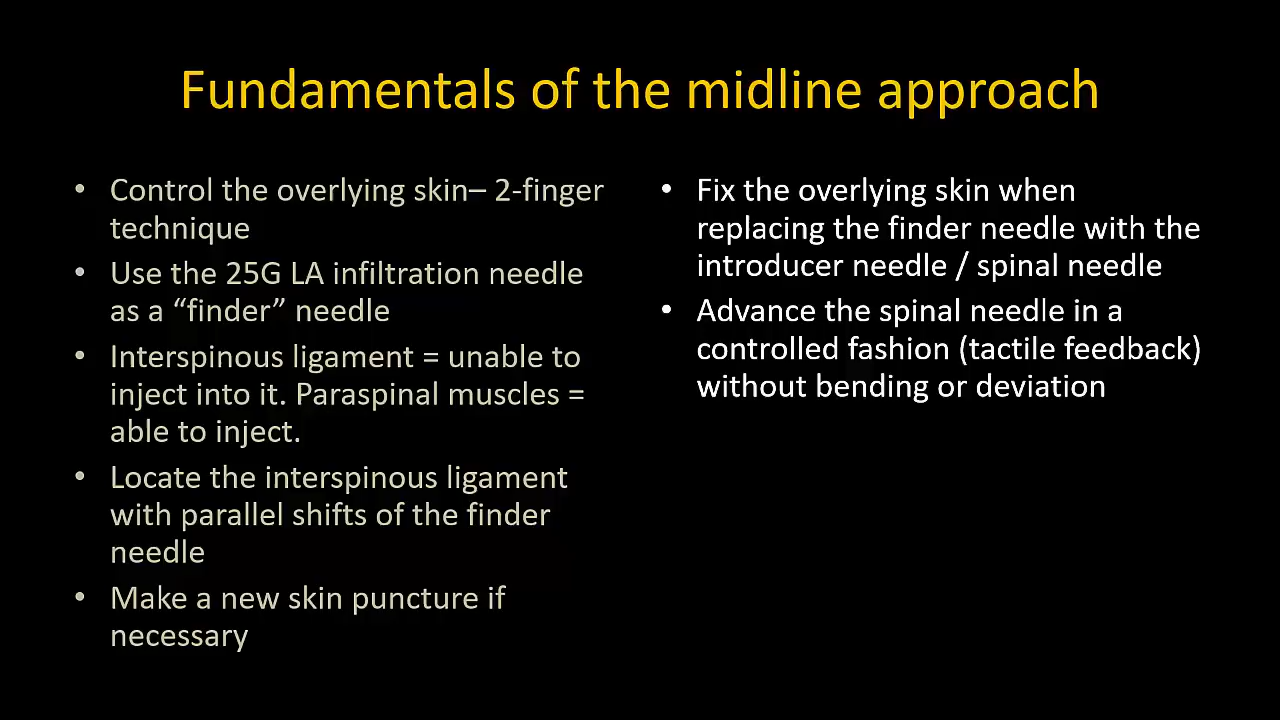 Fundamentals of the midline approach
• Control the overlying skin– 2-finger
technique
• Use the 25G LA infiltration needle
as a “finder” needle
• Interspinous ligament = unable to
inject into it. Paraspinal muscles =
able to inject.
• Locate the interspinous ligament
with parallel shifts of the finder
needle
• Make a new skin puncture if
necessary
• Fix the overlying skin when
replacing the finder needle with the
introducer needle / spinal needle
• Advance the spinal needle in a
controlled fashion (tactile feedback)
without bending or deviation